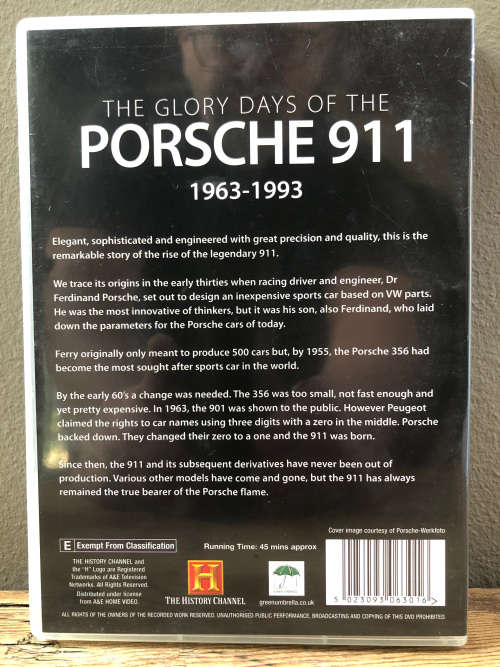 THE GLORY DAYS OF THE
PORSCHE 911
1963-1993
Elegant, sophisticated and engineered with great precision and quality, this is the
remarkable story of the rise of the legendary 911.
We trace its origins in the early thirties when racing driver and engineer, Dr
Ferdinand Porsche, set out to design an inexpensive sports car based on VW parts.
He was the most innovative of thinkers, but it was his son, also Ferdinand, who laid
down the parameters for the Porsche cars of today.
Ferry originally only meant to produce 500 cars but, by 1955, the Porsche 356 had
become the most sought after sports car in the world.
By the early 60's a change was needed. The 356 was too small, not fast enough and
yet pretty expensive. In 1963, the 901 was shown to the public. However Peugeot
claimed the rights to car names using three digits with a zero in the middle. Porsche
backed down. They changed their zero to a one and the 911 was born.
Since then, the 911 and its subsequent derivatives have never been out of
production. Various other models have come and gone, but the 911 has always
remained the true bearer of the Porsche flame.
Cover image courtesy of Porsche-Werkfoto
E Exempt From Classification
Running Time: 45 mins approx
THE HISTORY CHANNEL and
the "H" Logo are Registered
Trademarks of A&E Television
Networks. All Rights Reserved.
Distributed under license
from A&E HOME VIDEO.
H
THE HISTORY CHANNEL
greenumbrella.co.uk
5 023093 063016 >
ALL RIGHTS OF THE OWNERS OF THE RECORDED WORK RESERVED. UNAUTHORISED PUBLIC PERFORMANCE, BROADCASTING AND COPYING OF THIS DVD PROHIBITED